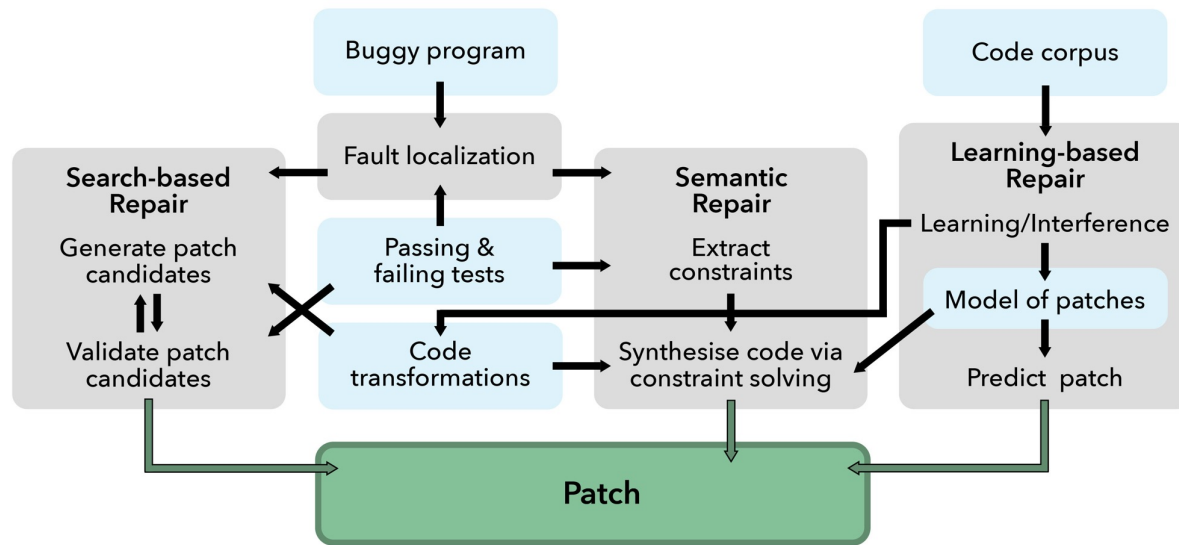 Buggy program
Code corpus
Fault localization
Search-based
Repair
Generate patch
candidates
Validate patch
candidates
Passing &
failing tests
Code
transformations
Semantic
Repair
Extract
constraints
Synthesise code via
constraint solving
Learning-based
Repair
Learning/Interference
Model of patches
Predict patch
Patch